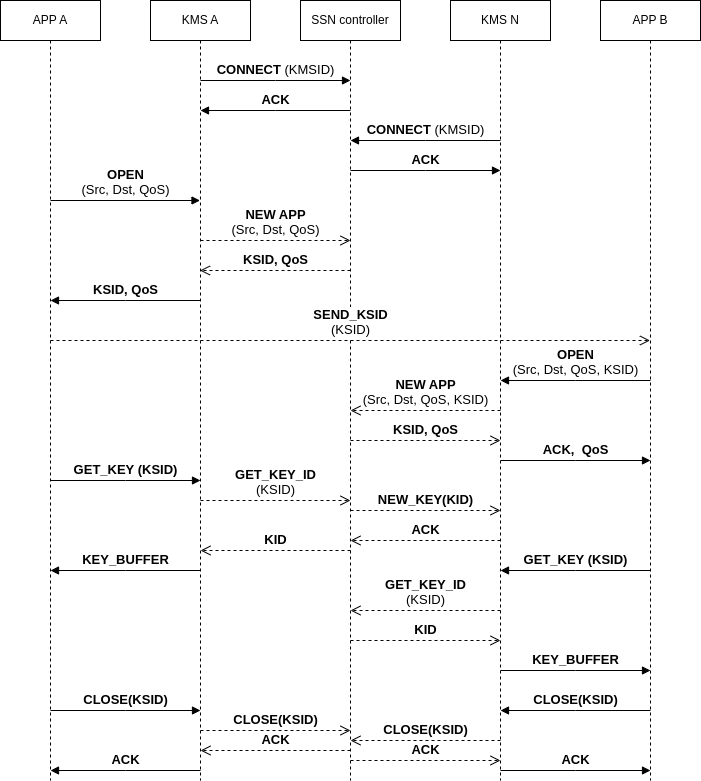 APP A
KMS A
SSN controller
KMS N
APP B
CONNECT (KMSID)
ACK
CONNECT (KMSID)
ACK
OPEN
(Src, Dst, QoS)
NEW APP
(Src, Dst, QoS)
KSID, QoS
KSID, QoS
SEND_KSID
(KSID)
OPEN
(Src, Dst, QoS, KSID)
NEW APP
(Src, Dst, QoS, KSID)
KSID, QoS
ACK,  QoS
GET_KEY (KSID)
GET_KEY_ID
(KSID)
NEW_KEY(KID)
ACK
KID
KEY_BUFFER
GET_KEY (KSID)
GET_KEY_ID
(KSID)
KID
KEY_BUFFER
CLOSE(KSID)
CLOSE(KSID)
CLOSE(KSID)
CLOSE(KSID)
ACK
ACK
ACK
ACK